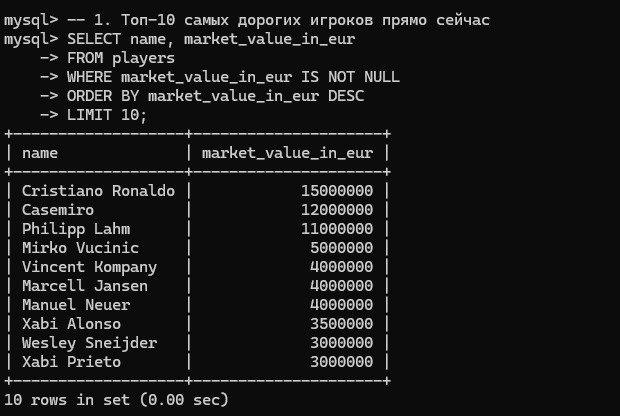 mysql> -- 1. Топ-10 самых дорогих игроков прямо сейчас
mysql> SELECT name, market_value_in_eur
    -> FROM players
    -> WHERE market_value_in_eur IS NOT NULL
    -> ORDER BY market_value_in_eur DESC
    -> LIMIT 10;
+-------------------+---------------------+
| name              | market_value_in_eur |
+-------------------+---------------------+
| Cristiano Ronaldo |            15000000 |
| Casemiro          |            12000000 |
| Philipp Lahm      |            11000000 |
| Mirko Vucinic     |             5000000 |
| Vincent Kompany   |             4000000 |
| Marcell Jansen    |             4000000 |
| Manuel Neuer      |             4000000 |
| Xabi Alonso       |             3500000 |
| Wesley Sneijder   |             3000000 |
| Xabi Prieto       |             3000000 |
+-------------------+---------------------+
10 rows in set (0.00 sec)